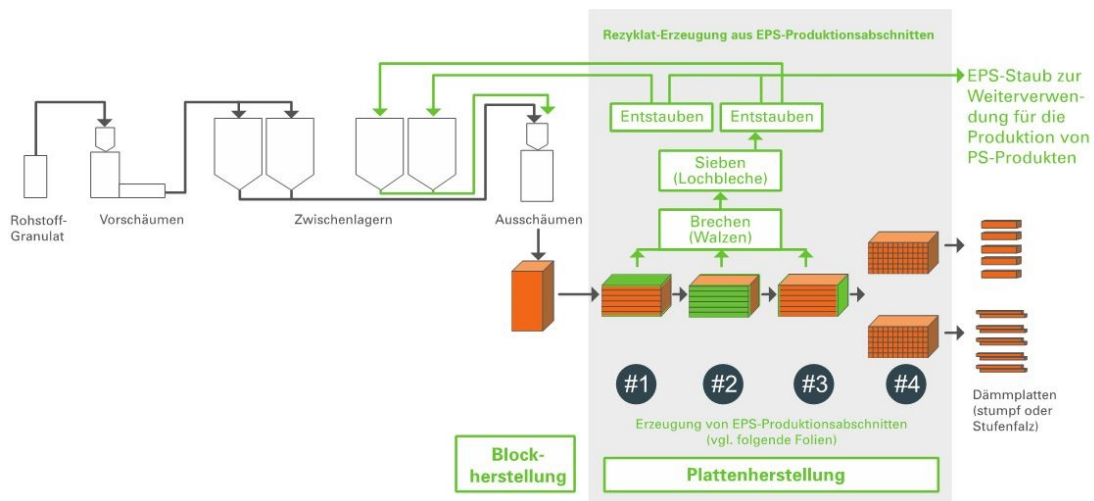 Rezyklat-Erzeugung aus EPS-Produktionsabschnitten
EPS-Staub zur
Weiterverwen-
dung für die
Produktion von
PS-Produkten
Entstauben
Entstauben
Sieben
(Lochbleche)
Brechen
(Walzen)
Rohstoff-
Granulat
Vorschäumen
Zwischenlagern
Ausschäumen
#1
#2
#3
#4
Dämmplatten
(stumpf oder
Stufenfalz)
Erzeugung von EPS-Produktionsabschnitten
(vgl. folgende Folien)
Block-
herstellung
Plattenherstellung